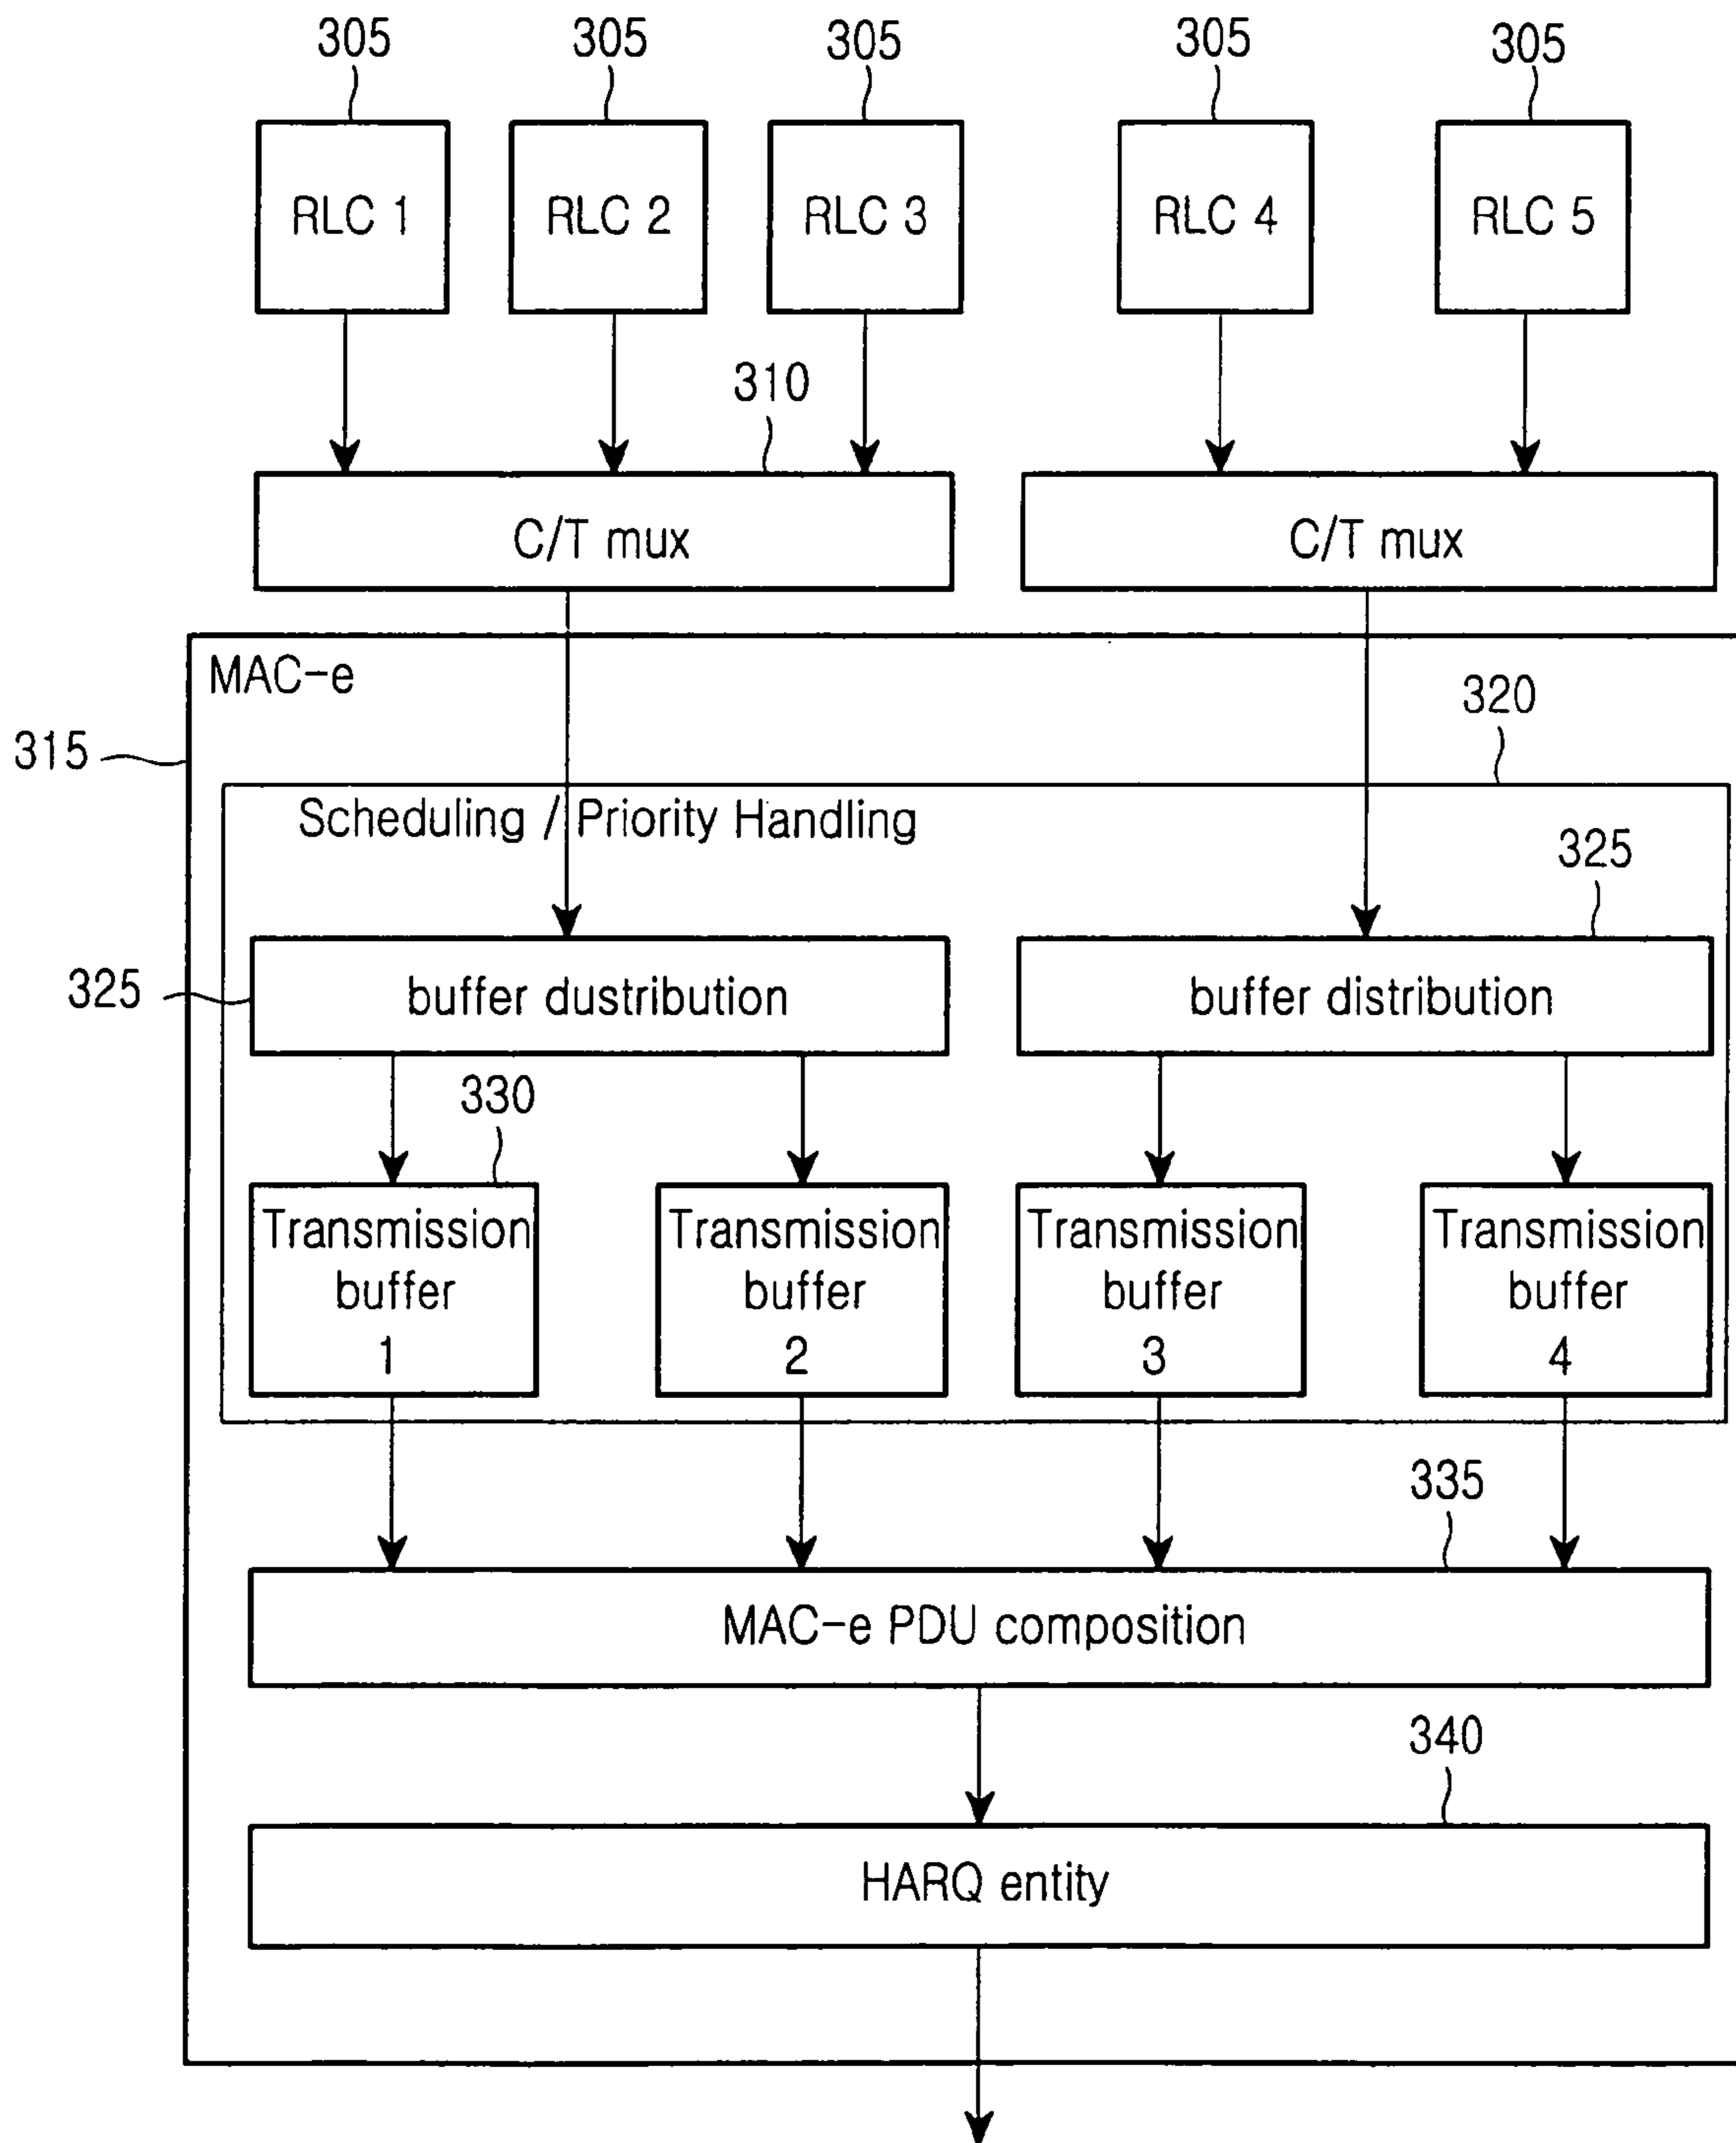 305 305 305 305 305
RLC 1 RLC 2 RLC 3 RLC 4 RLC 5
310
C/T mux C/T mux
MAC-e
320
315
Scheduling / Priority Handling
325
325
buffer dustribution buffer distribution
330
Transmission Transmission Transmission Transmission
buffer buffer buffer buffer
1 2 3 4
335
MAC-e PDU composition
340
HARQ entity